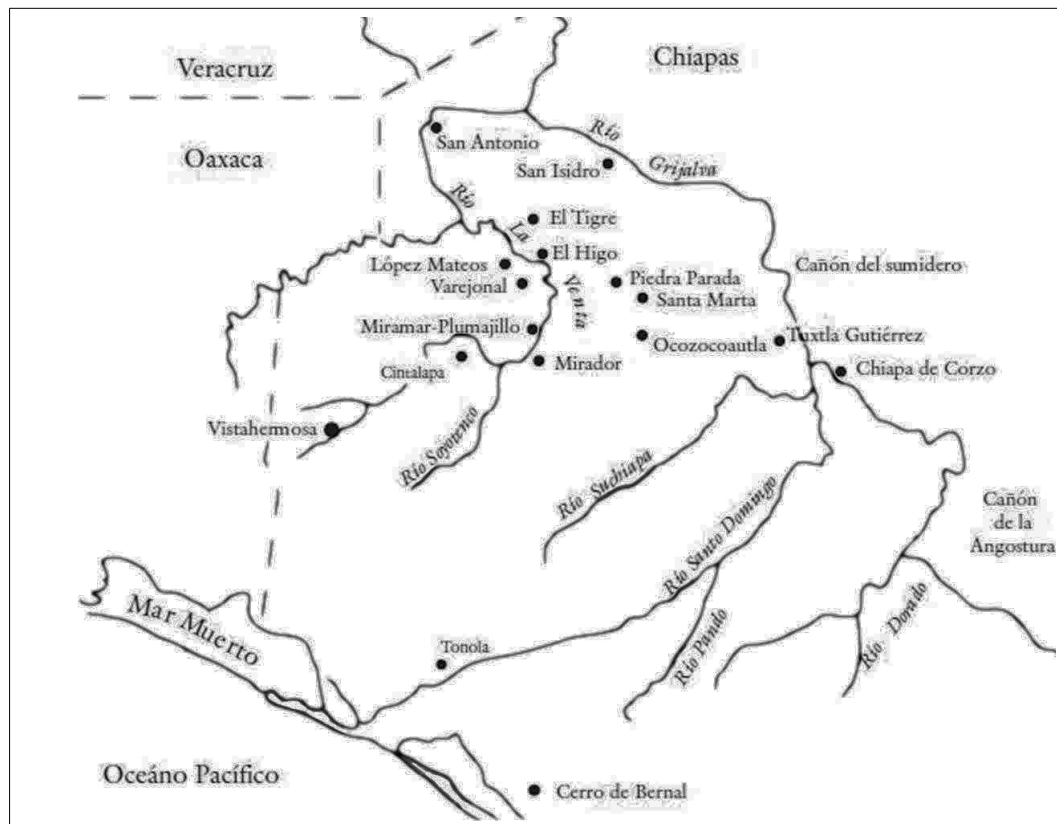 Veracruz
Chiapas
Oaxaca
San Antonio
Río
Grijalva
San Isidro
Río
La
Venta
El Tigre
El Higo
Cañón del sumidero
López Mateos
Varejonal
Piedra Parada
Santa Marta
Miramar-Plumajillo
Ocozocoautla
Tuxtla Gutiérrez
Cintalapa
Mirador
Chiapa de Corzo
Vistahermosa
Río Soyotenco
Río Suchiapa
Río Santo Domingo
Cañón
de la
Angostura
Mar Muerto
Tonola
Río Pando
Río Dorado
Oceáno Pacífico
Cerro de Bernal